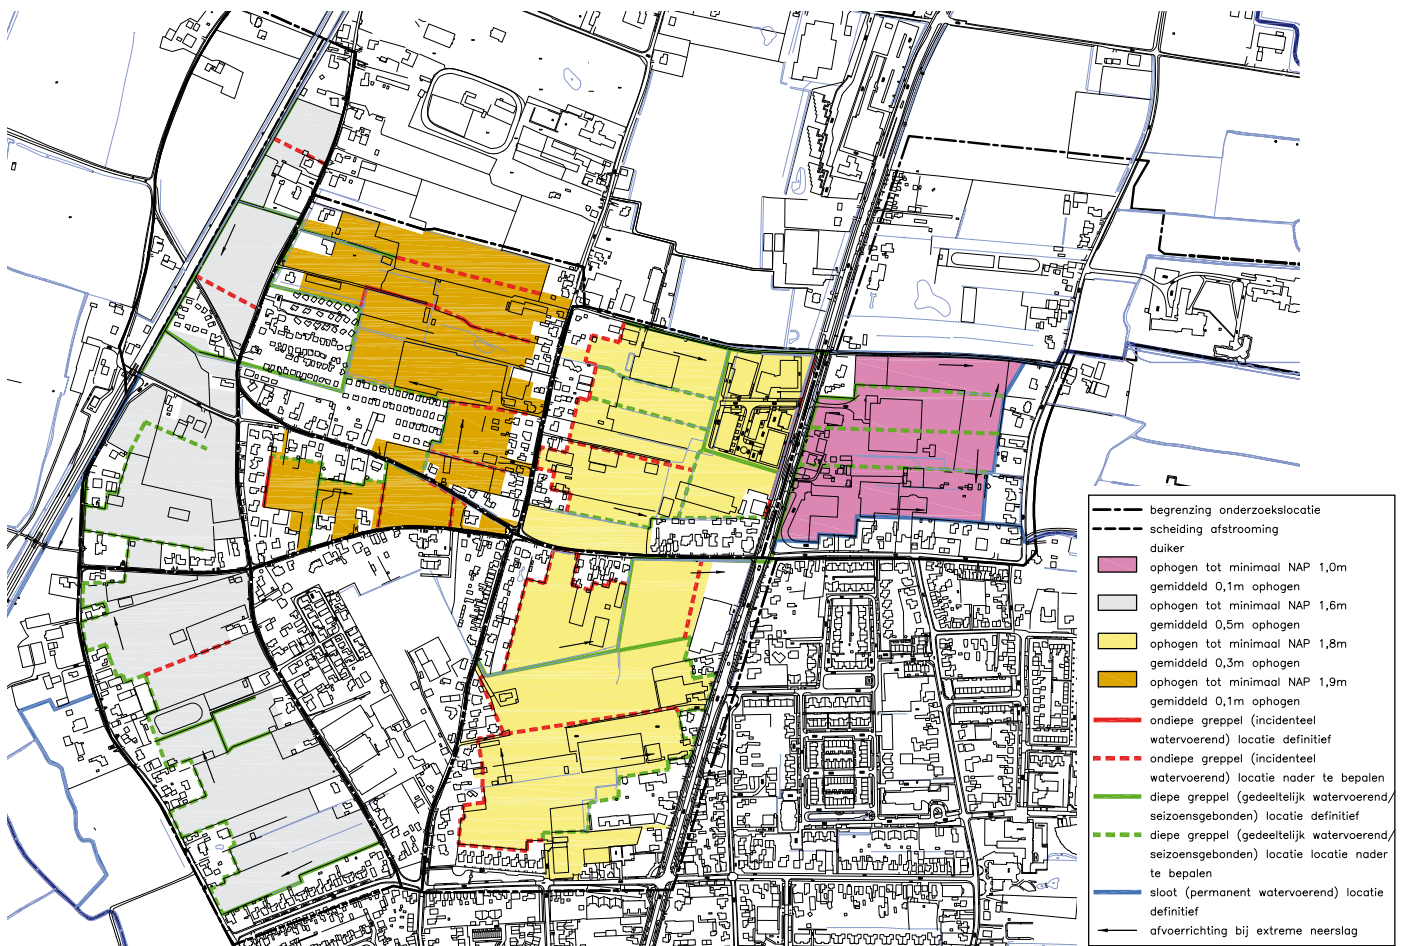 begrenzing onderzoekslocatie
scheiding afstrooming
duiker
ophogen tot minimaal NAP 1,0m
gemiddeld 0,1m ophogen
ophogen tot minimaal NAP 1,6m
gemiddeld 0,5m ophogen
ophogen tot minimaal NAP 1,8m
gemiddeld 0,3m ophogen
ophogen tot minimaal NAP 1,9m
gemiddeld 0,1m ophogen
ondiepe greppel (incidenteel
watervoerend) locatie definitief
ondiepe greppel (incidenteel
watervoerend) locatie nader te bepalen
diepe greppel (gedeeltelijk watervoerend/
seizoensgebonden) locatie definitief
diepe greppel (gedeeltelijk watervoerend/
seizoensgebonden) locatie locatie nader
te bepalen
sloot (permanent watervoerend) locatie
definitief
afvoerrichting bij extreme neerslag